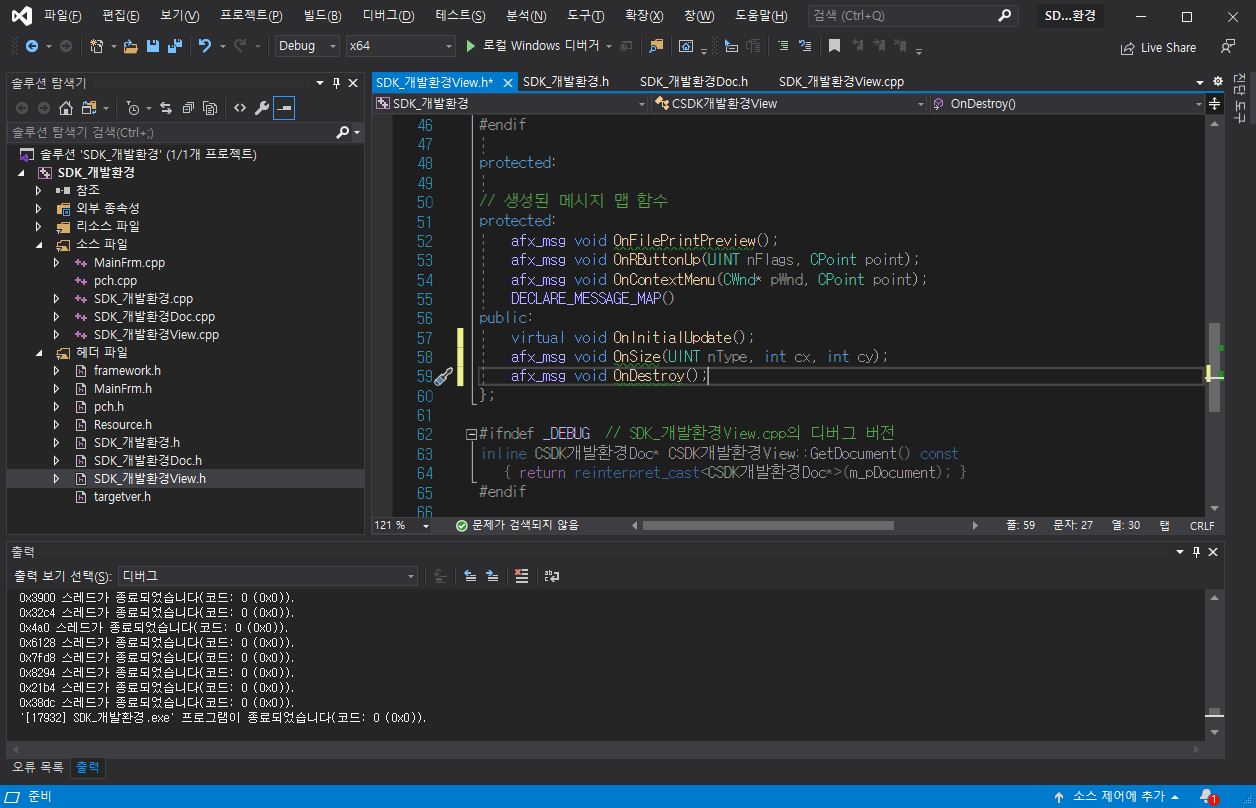 파일(F) 편집(E) 보기(V) 프로젝트(P) 빌드(B) 디버그(D) 테스트(S) 분석(N) 도구(T) 확장(X) 창(W) 도움말(H) 검색 (Ctrl+Q) SD...환경
Debug x64 로컬 Windows 디버거 Live Share
솔루션 탐색기
솔루션 탐색기 검색(Ctrl+;)
솔루션 'SDK_개발환경' (1/1개 프로젝트)
SDK_개발환경
참조
외부 종속성
리소스 파일
소스 파일
MainFrm.cpp
pch.cpp
SDK_개발환경.cpp
SDK_개발환경Doc.cpp
SDK_개발환경View.cpp
헤더 파일
framework.h
MainFrm.h
pch.h
Resource.h
SDK_개발환경.h
SDK_개발환경Doc.h
SDK_개발환경View.h
targetver.h
SDK_개발환경View.h* SDK_개발환경.h SDK_개발환경Doc.h SDK_개발환경View.cpp
SDK_개발환경 CSDK개발환경View OnDestroy()
46 #endif
47
48 protected:
49
50 // 생성된 메시지 맵 함수
51 protected:
52 afx_msg void OnFilePrintPreview();
53 afx_msg void OnRButtonUp(UINT nFlags, CPoint point);
54 afx_msg void OnContextMenu(CWnd* pWnd, CPoint point);
55 DECLARE_MESSAGE_MAP()
56 public:
57 virtual void OnInitialUpdate();
58 afx_msg void OnSize(UINT nType, int cx, int cy);
59 afx_msg void OnDestroy();
60 };
61
62 #ifndef _DEBUG // SDK_개발환경View.cpp의 디버그 버전
63 inline CSDK개발환경Doc* CSDK개발환경View::GetDocument() const
64 { return reinterpret_cast<CSDK개발환경Doc*>(m_pDocument); }
65 #endif
66
121 % 문제가 검색되지 않음 줄: 59 문자: 27 열: 30 탭 CRLF
진단 도구
출력
출력 보기 선택(S): 디버그
0x3900 스레드가 종료되었습니다(코드: 0 (0x0)).
0x32c4 스레드가 종료되었습니다(코드: 0 (0x0)).
0x4a0 스레드가 종료되었습니다(코드: 0 (0x0)).
0x6128 스레드가 종료되었습니다(코드: 0 (0x0)).
0x7fd8 스레드가 종료되었습니다(코드: 0 (0x0)).
0x8294 스레드가 종료되었습니다(코드: 0 (0x0)).
0x21b4 스레드가 종료되었습니다(코드: 0 (0x0)).
0x38dc 스레드가 종료되었습니다(코드: 0 (0x0)).
'[17932] SDK_개발환경.exe' 프로그램이 종료되었습니다(코드: 0 (0x0)).
오류 목록 출력
준비 소스 제어에 추가 1